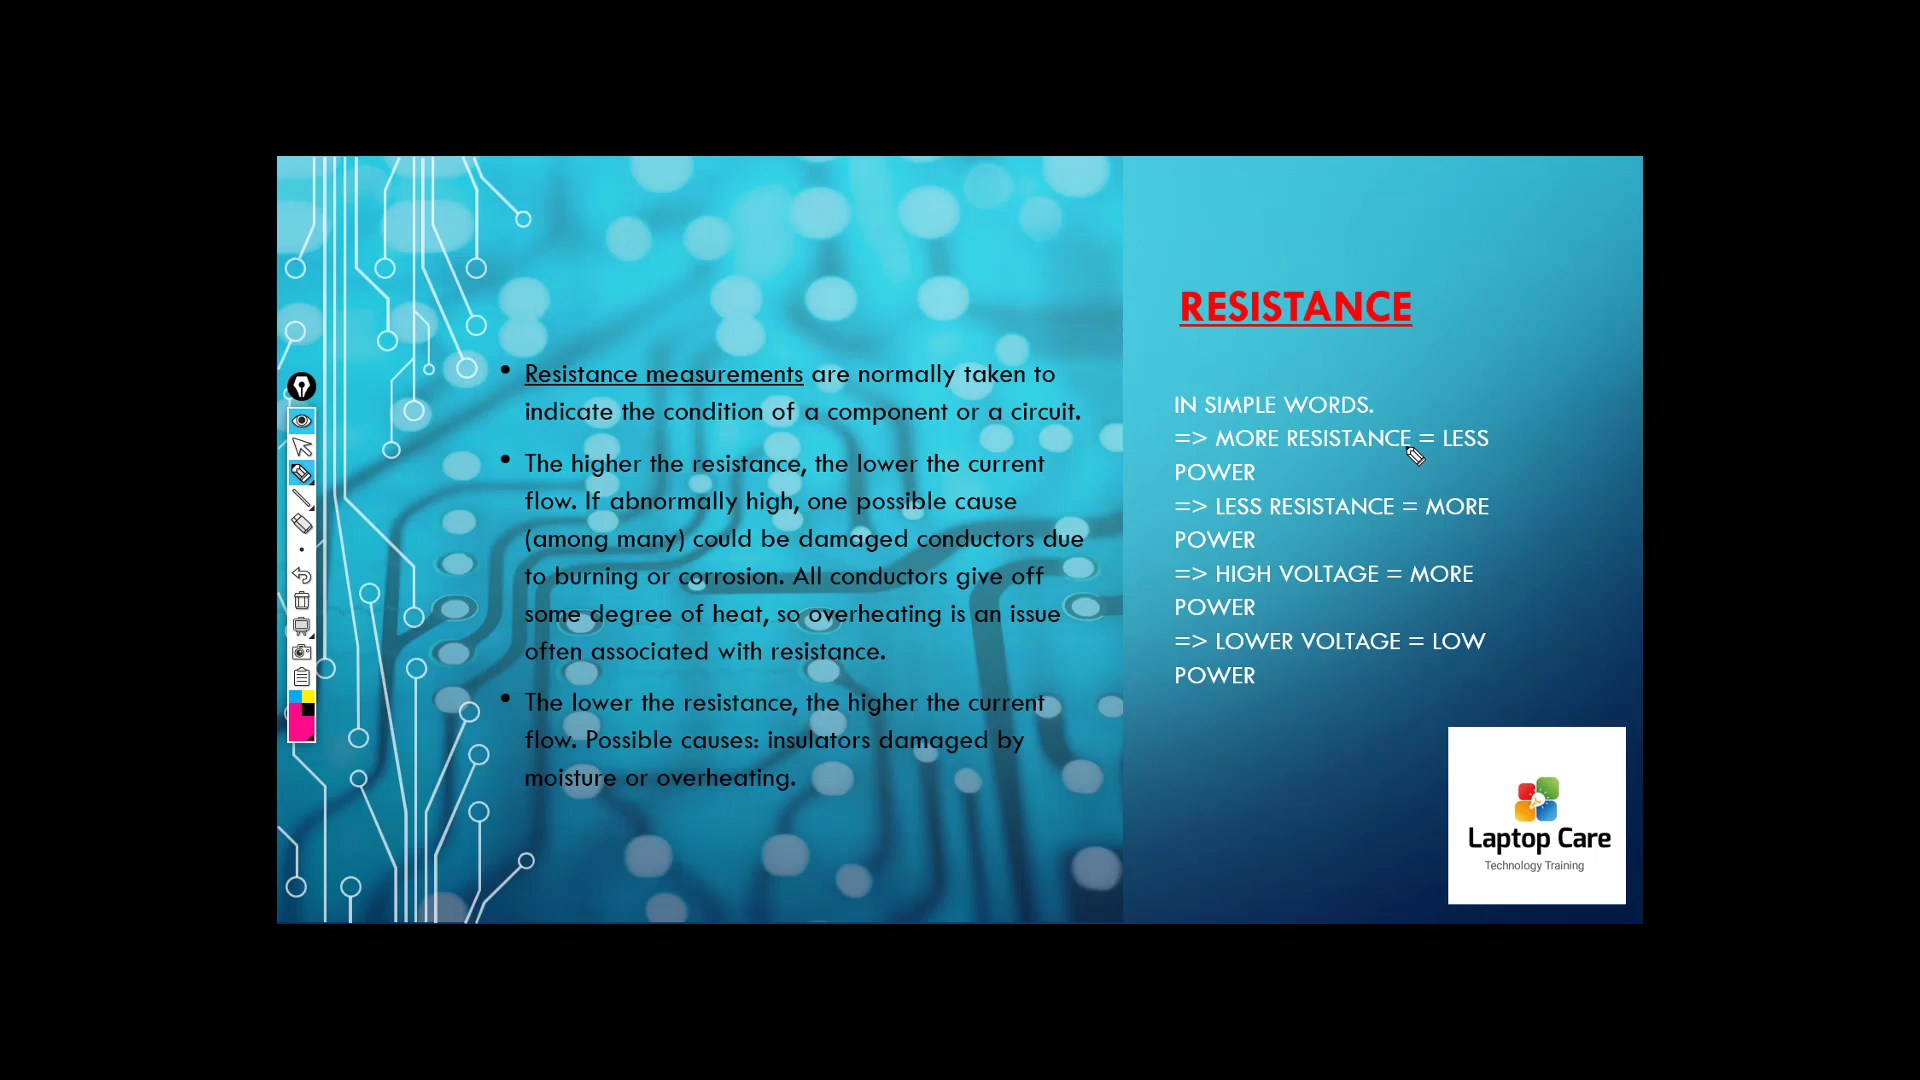 • Resistance measurements are normally taken to
indicate the condition of a component or a circuit.
• The higher the resistance, the lower the current
flow. If abnormally high, one possible cause
(among many) could be damaged conductors due
to burning or corrosion. All conductors give off
some degree of heat, so overheating is an issue
often associated with resistance.
• The lower the resistance, the higher the current
flow. Possible causes: insulators damaged by
moisture or overheating.
RESISTANCE
IN SIMPLE WORDS.
=> MORE RESISTANCE = LESS
POWER
=> LESS RESISTANCE = MORE
POWER
=> HIGH VOLTAGE = MORE
POWER
=> LOWER VOLTAGE = LOW
POWER
Laptop Care
Technology Training